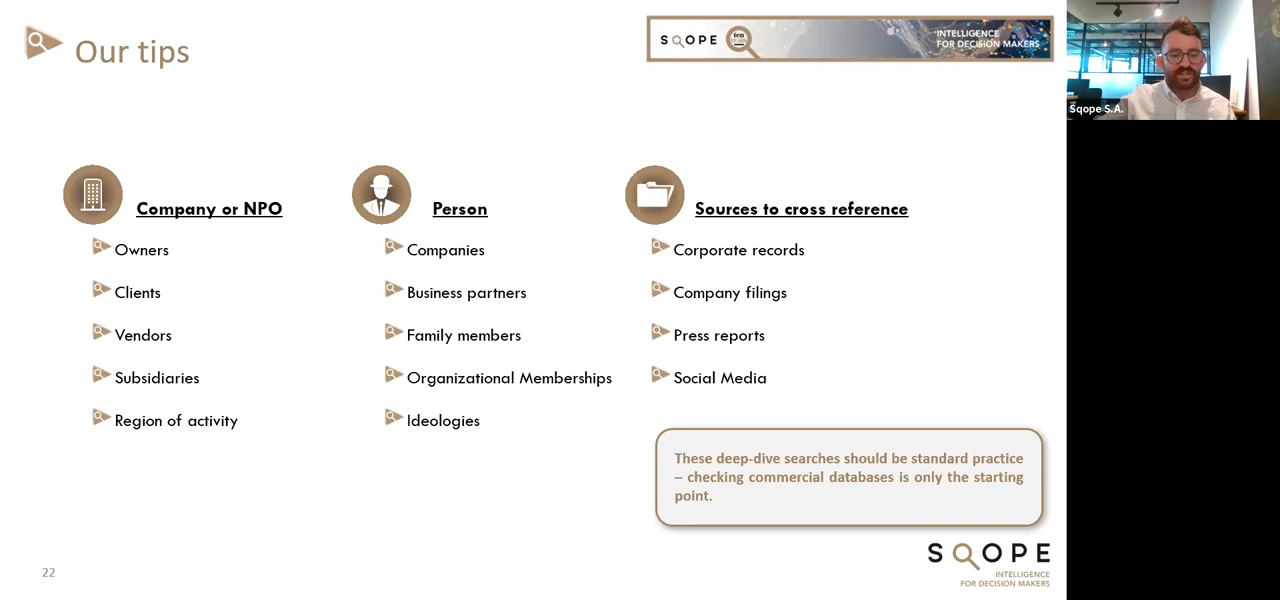 Our tips
SQOPE
ten
YEARS
INTELLIGENCE
FOR DECISION MAKERS
Sqope S.A.
Company or NPO
Owners
Clients
Vendors
Subsidiaries
Region of activity
Person
Companies
Business partners
Family members
Organizational Memberships
Ideologies
Sources to cross reference
Corporate records
Company filings
Press reports
Social Media
These deep-dive searches should be standard practice
– checking commercial databases is only the starting
point.
22
SQOPE
INTELLIGENCE
FOR DECISION MAKERS